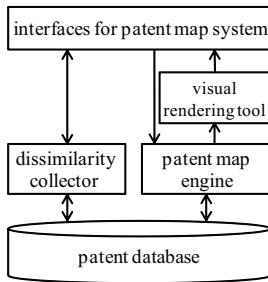 interfaces for patent map system
visual
rendering tool
dissimilarity
collector
patent map
engine
patent database